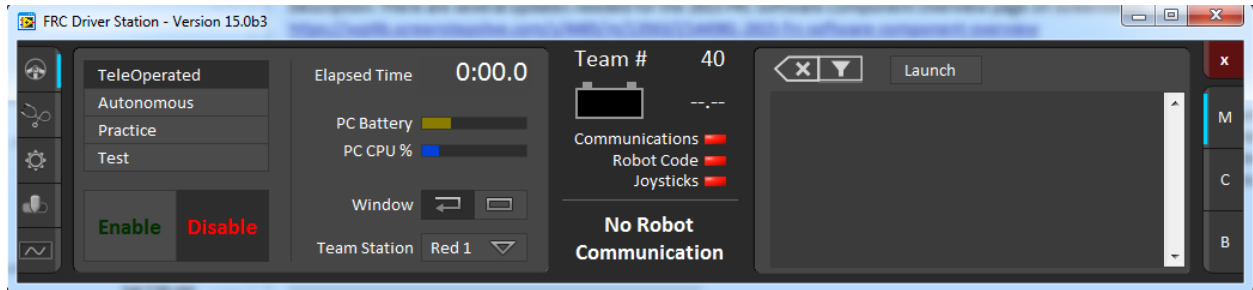 FRC Driver Station - Version 15.0b3
x
TeleOperated
Autonomous
Practice
Test
Enable Disable
Elapsed Time 0:00.0
PC Battery
PC CPU %
Window
Team Station Red 1
Team # 40
--.--
Communications
Robot Code
Joysticks
No Robot
Communication
Launch
M
C
B